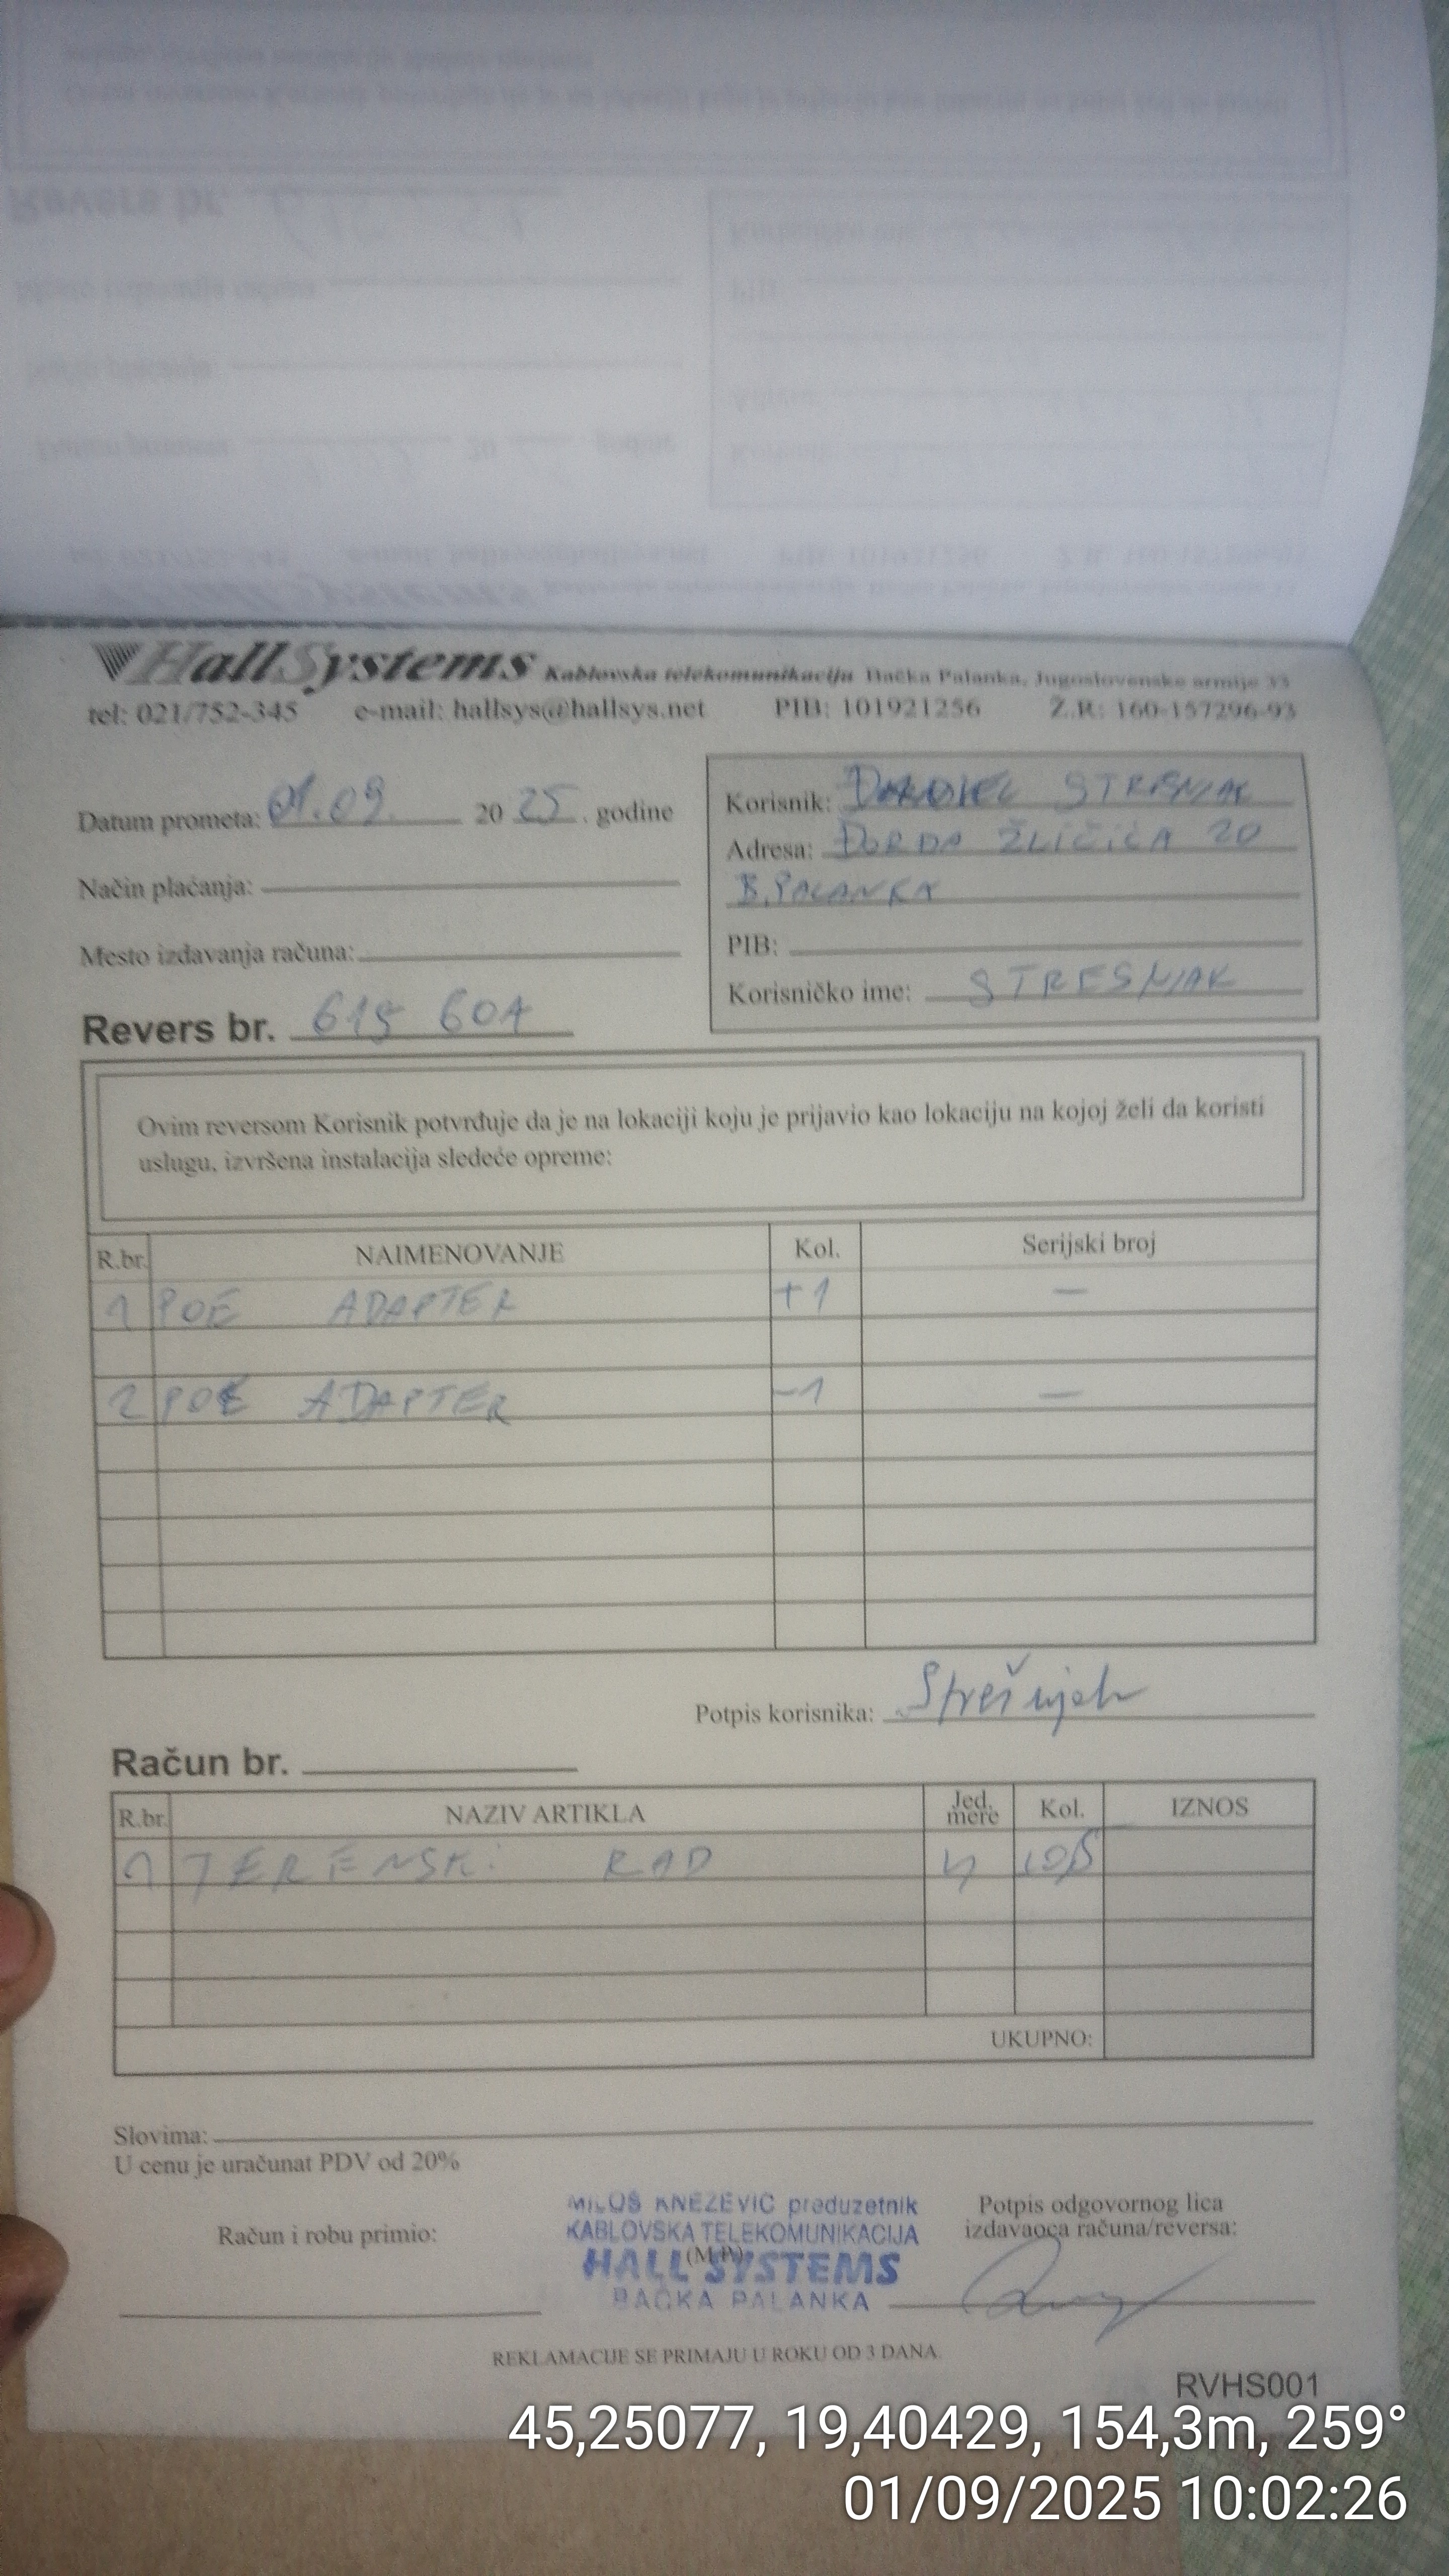 HallSystems Kablovska telekomunikacija Bačka Palanka, Jugoslovenske armije 33
tel: 021/752-345 e-mail: hallsys@hallsys.net PIB: 101921256 Ž.R: 160-157296-93
Datum prometa: 01.09. 20 25. godine
Način plaćanja:
Mesto izdavanja računa:
Revers br. 615 601
Korisnik: STREŠNJAK
Adresa: ĐORĐA ZLIČIĆA 20
B. PALANKA
PIB:
Korisničko ime: STRESNJAK
Ovim reversom Korisnik potvrđuje da je na lokaciji koju je prijavio kao lokaciju na kojoj želi da koristi
uslugu, izvršena instalacija sledeće opreme:
R.br. NAIMENOVANJE Kol. Serijski broj
1 POE ADAPTER +1 —
2 POE ADAPTER -1 —
Potpis korisnika:
Račun br.
R.br. NAZIV ARTIKLA Jed. mere Kol. IZNOS
1 TERENSKI RAD
UKUPNO:
Slovima:
U cenu je uračunat PDV od 20%
Račun i robu primio:
MILOŠ KNEŽEVIĆ preduzetnik
KABLOVSKA TELEKOMUNIKACIJA
(M.P.)
HALL SYSTEMS
BAČKA PALANKA
Potpis odgovornog lica
izdavaoca računa/reversa:
REKLAMACIJE SE PRIMAJU U ROKU OD 3 DANA.
RVHS001
45,25077, 19,40429, 154,3m, 259°
01/09/2025 10:02:26